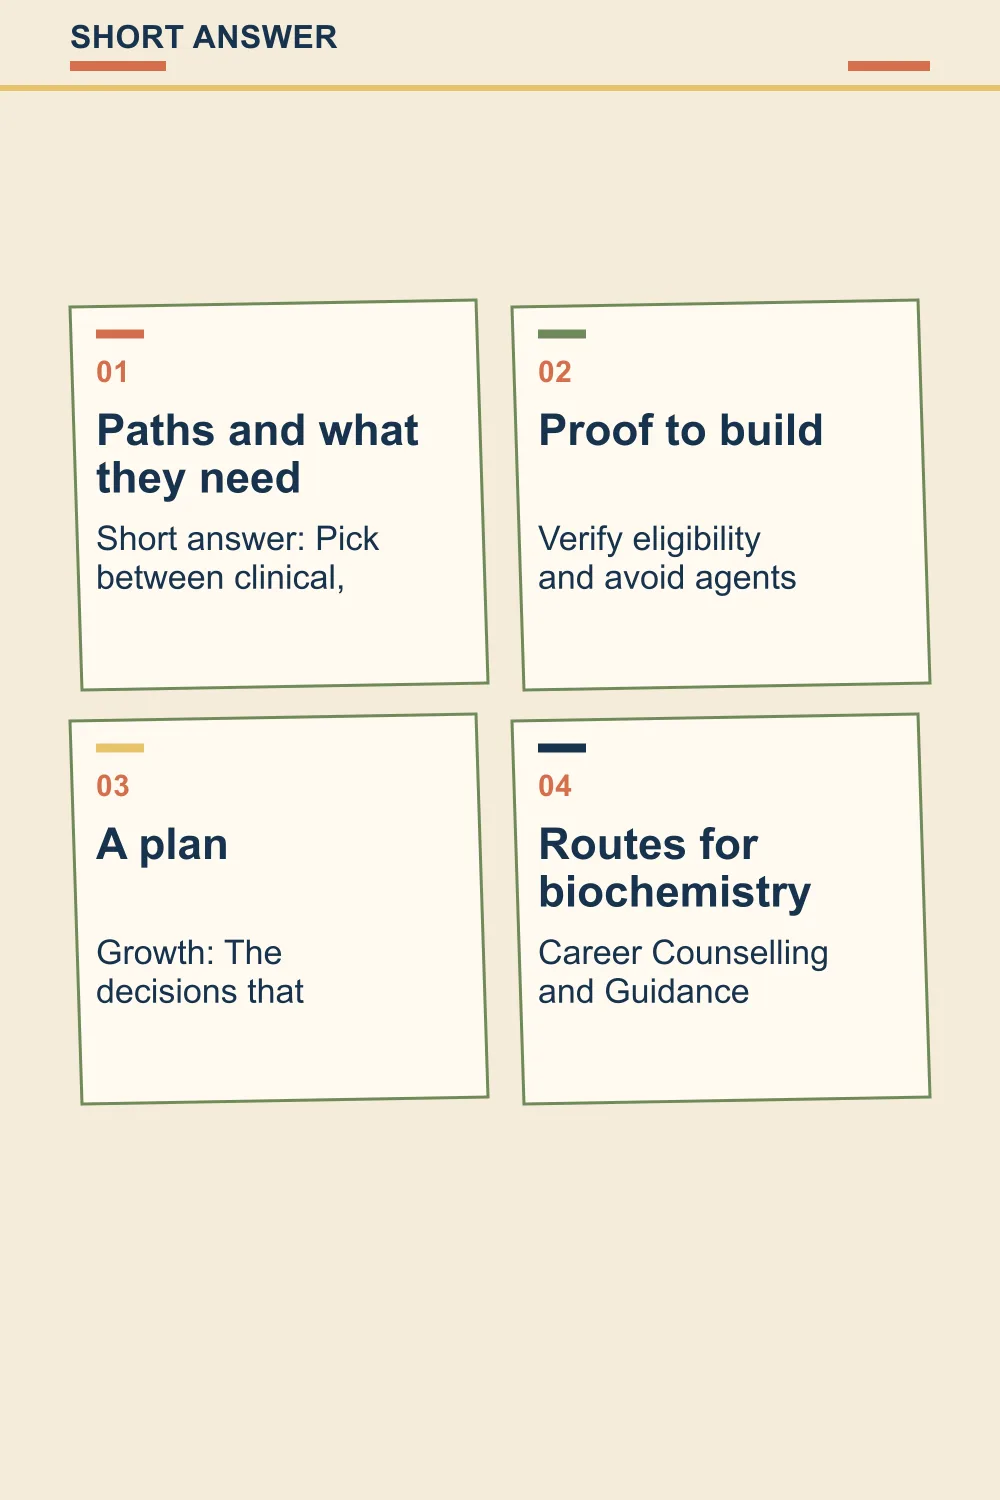 SHORT ANSWER
01
Paths and what
they need
Short answer: Pick
between clinical,
02
Proof to build
Verify eligibility
and avoid agents
03
A plan
Growth: The
decisions that
04
Routes for
biochemistry
Career Counselling
and Guidance